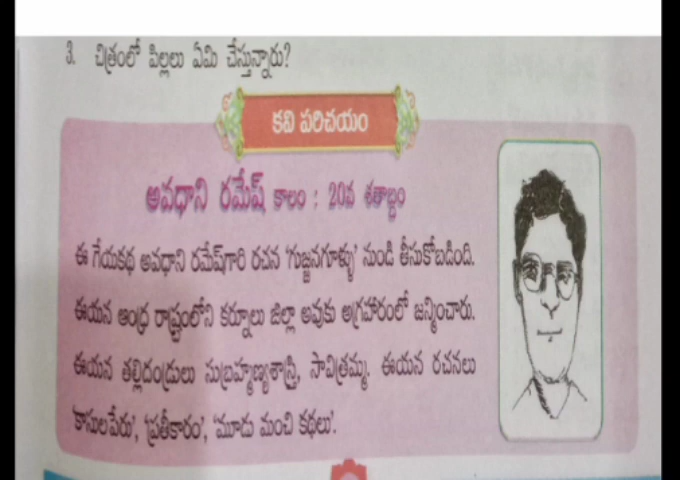 3. చిత్రంలో పిల్లలు ఏమి చేస్తున్నారు?
కవి పరిచయం
అవధాని రమేష్ కాలం : 20వ శతాబ్దం
ఈ గేయకథ అవధాని రమేష్‌గారి రచన 'గుజ్జనగూళ్ళు' నుండి తీసుకోబడింది.
ఈయన ఆంధ్ర రాష్ట్రంలోని కర్నూలు జిల్లా అవుకు అగ్రహారంలో జన్మించారు.
ఈయన తల్లిదండ్రులు సుబ్రహ్మణ్యశాస్త్రి, సావిత్రమ్మ. ఈయన రచనలు
'కాసులపేరు', 'ప్రతీకారం', 'మూడు మంచి కథలు'.